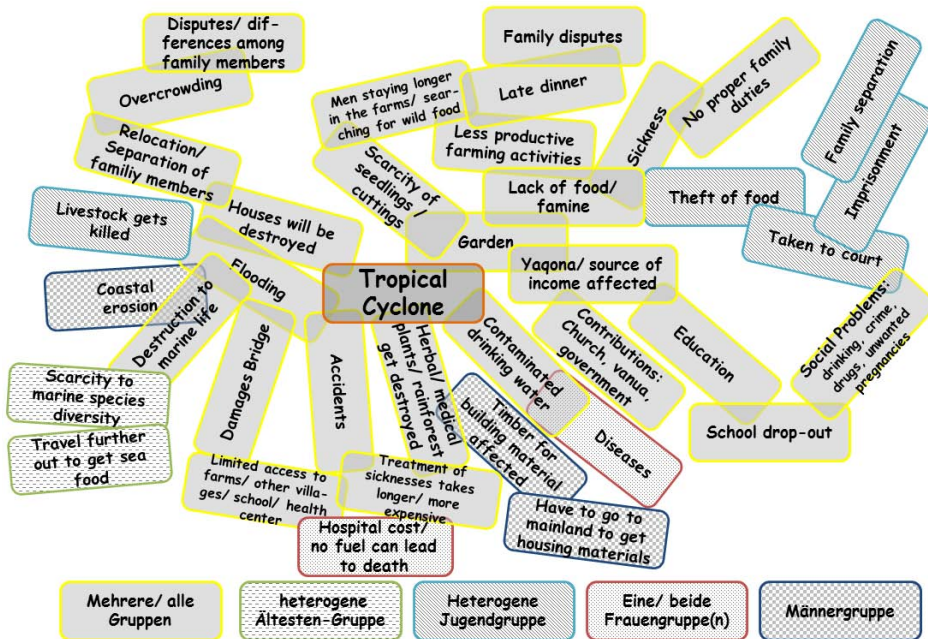 Disputes/ dif-
ferences among
family members
Overcrowding
Relocation/
Separation of
familiy members
Houses will be
destroyed
Livestock gets
killed
Flooding
Coastal
erosion
Destruction to
marine life
Scarcity to
marine species
diversity
Travel further
out to get sea
food
Damages Bridge
Limited access to
farms/ other villa-
ges/ school/ health
center
Accidents
Herbal/ medical
plants/ rainforest
get destroyed
Treatment of
sicknesses takes
longer/ more
expensive
Hospital cost/
no fuel can lead
to death
Tropical
Cyclone
Men staying longer
in the farms/ sear-
ching for wild food
Scarcity of
seedlings /
cuttings
Garden
Family disputes
Late dinner
Less productive
farming activities
Lack of food/
famine
Sickness
No proper family
duties
Theft of food
Taken to court
Imprisonment
Family separation
Yaqona/ source of
income affected
Contributions:
Church, vanua,
government
Education
School drop-out
Social Problems:
drinking, crime,
drugs, unwanted
pregnancies
Contaminated
drinking water
Diseases
Timber for
building material
affected
Have to go to
mainland to get
housing materials
Mehrere/ alle
Gruppen
heterogene
Ältesten-Gruppe
Heterogene
Jugendgruppe
Eine/ beide
Frauengruppe(n)
Männergruppe